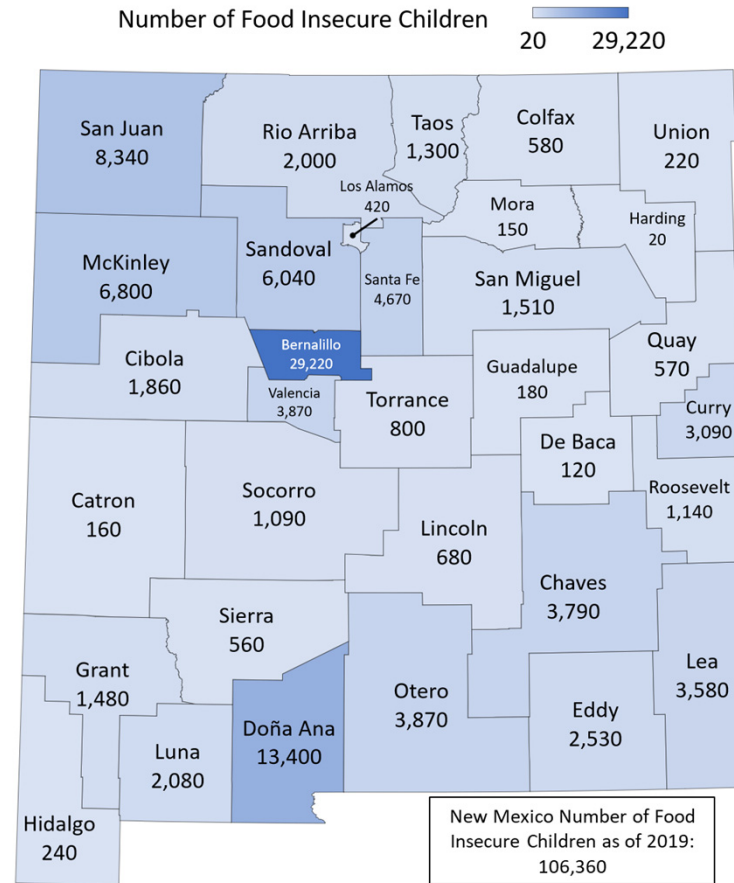 Number of Food Insecure Children
20 29,220
San Juan
8,340
Rio Arriba
2,000
Taos
1,300
Colfax
580
Union
220
Los Alamos
420
Mora
150
Harding
20
McKinley
6,800
Sandoval
6,040
Santa Fe
4,670
San Miguel
1,510
Cibola
1,860
Bernalillo
29,220
Quay
570
Guadalupe
180
Valencia
3,870
Torrance
800
Curry
3,090
De Baca
120
Catron
160
Socorro
1,090
Roosevelt
1,140
Lincoln
680
Chaves
3,790
Sierra
560
Grant
1,480
Otero
3,870
Lea
3,580
Eddy
2,530
Doña Ana
13,400
Luna
2,080
Hidalgo
240
New Mexico Number of Food
Insecure Children as of 2019:
106,360